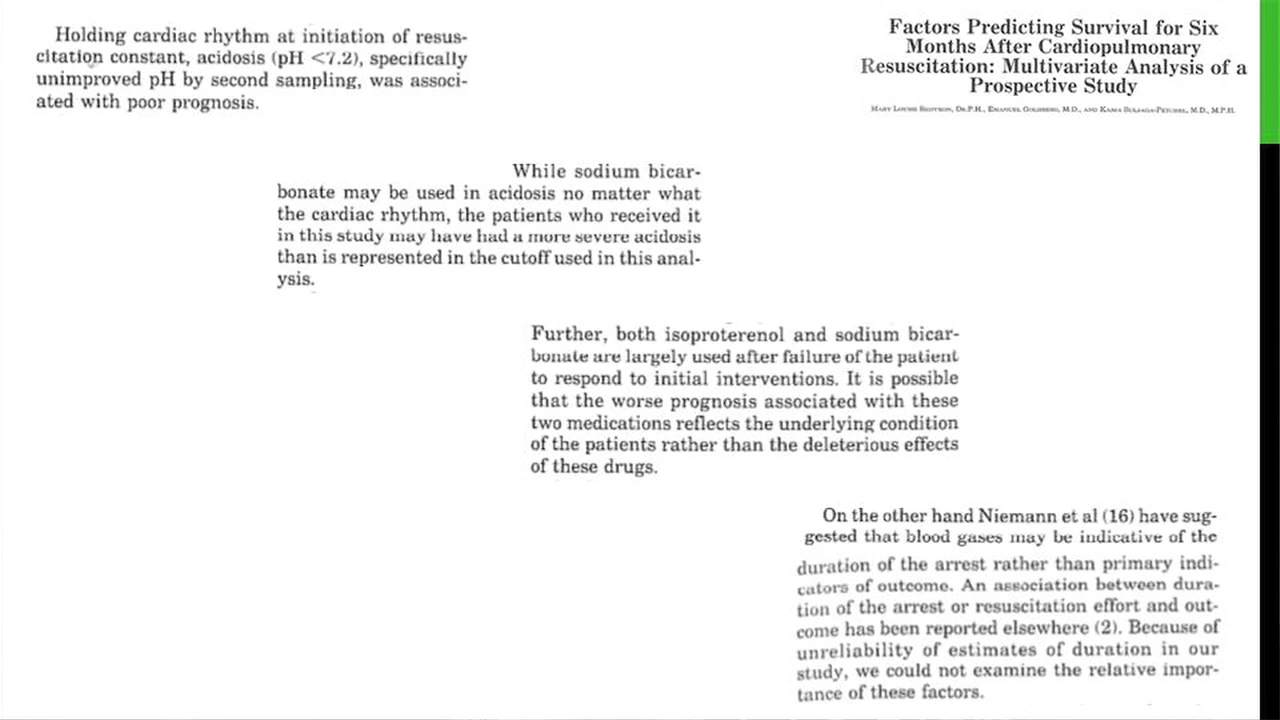 Holding cardiac rhythm at initiation of resus-
citation constant, acidosis (pH <7.2), specifically
unimproved pH by second sampling, was associ-
ated with poor prognosis.
Factors Predicting Survival for Six
Months After Cardiopulmonary
Resuscitation: Multivariate Analysis of a
Prospective Study
Mary Louise Dr.P.H., Emanuel Goldberg, M.D., and M.D., M.P.H.
While sodium bicar-
bonate may be used in acidosis no matter what
the cardiac rhythm, the patients who received it
in this study may have had a more severe acidosis
than is represented in the cutoff used in this anal-
ysis.
Further, both isoproterenol and sodium bicar-
bonate are largely used after failure of the patient
to respond to initial interventions. It is possible
that the worse prognosis associated with these
two medications reflects the underlying condition
of the patients rather than the deleterious effects
of these drugs.
On the other hand Niemann et al (16) have sug-
gested that blood gases may be indicative of the
duration of the arrest rather than primary indi-
cators of outcome. An association between dura-
tion of the arrest or resuscitation effort and out-
come has been reported elsewhere (2). Because of
unreliability of estimates of duration in our
study, we could not examine the relative impor-
tance of these factors.